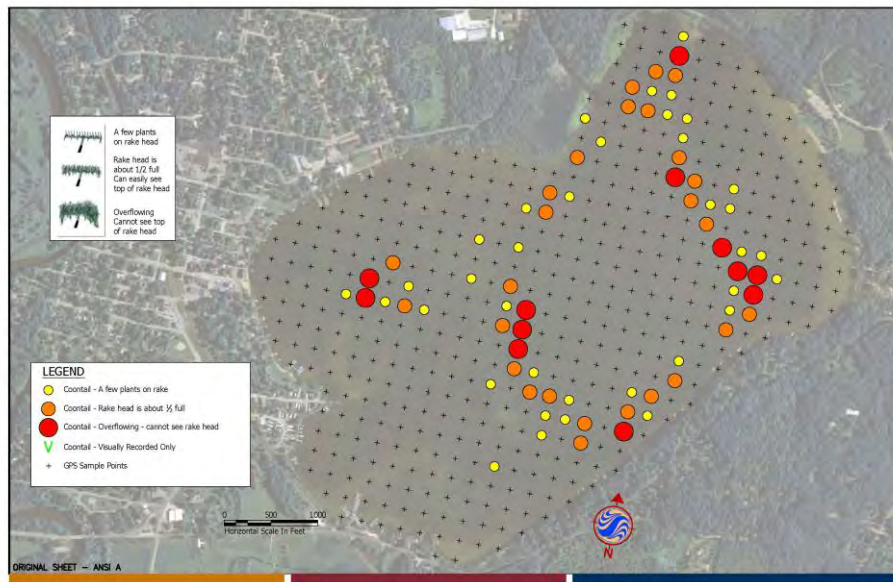 A few plants
on rake head
Rake head is
about 1/2 full
Can easily see
top of rake head
Overflowing
Cannot see top
of rake head
LEGEND
Coontail - A few plants on rake
Coontail - Rake head is about ½ full
Coontail - Overflowing - cannot see rake head
V Coontail - Visually Recorded Only
GPS Sample Points
0 500 1000
Horizontal Scale In Feet
N
ORIGINAL SHEET - ANSI A